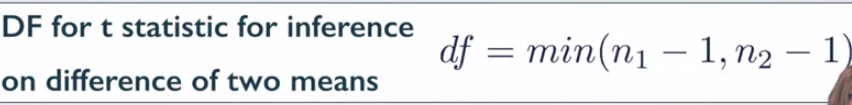 DF for t statistic for inference
on difference of two means
df = min(n₁ − 1, n₂ − 1)